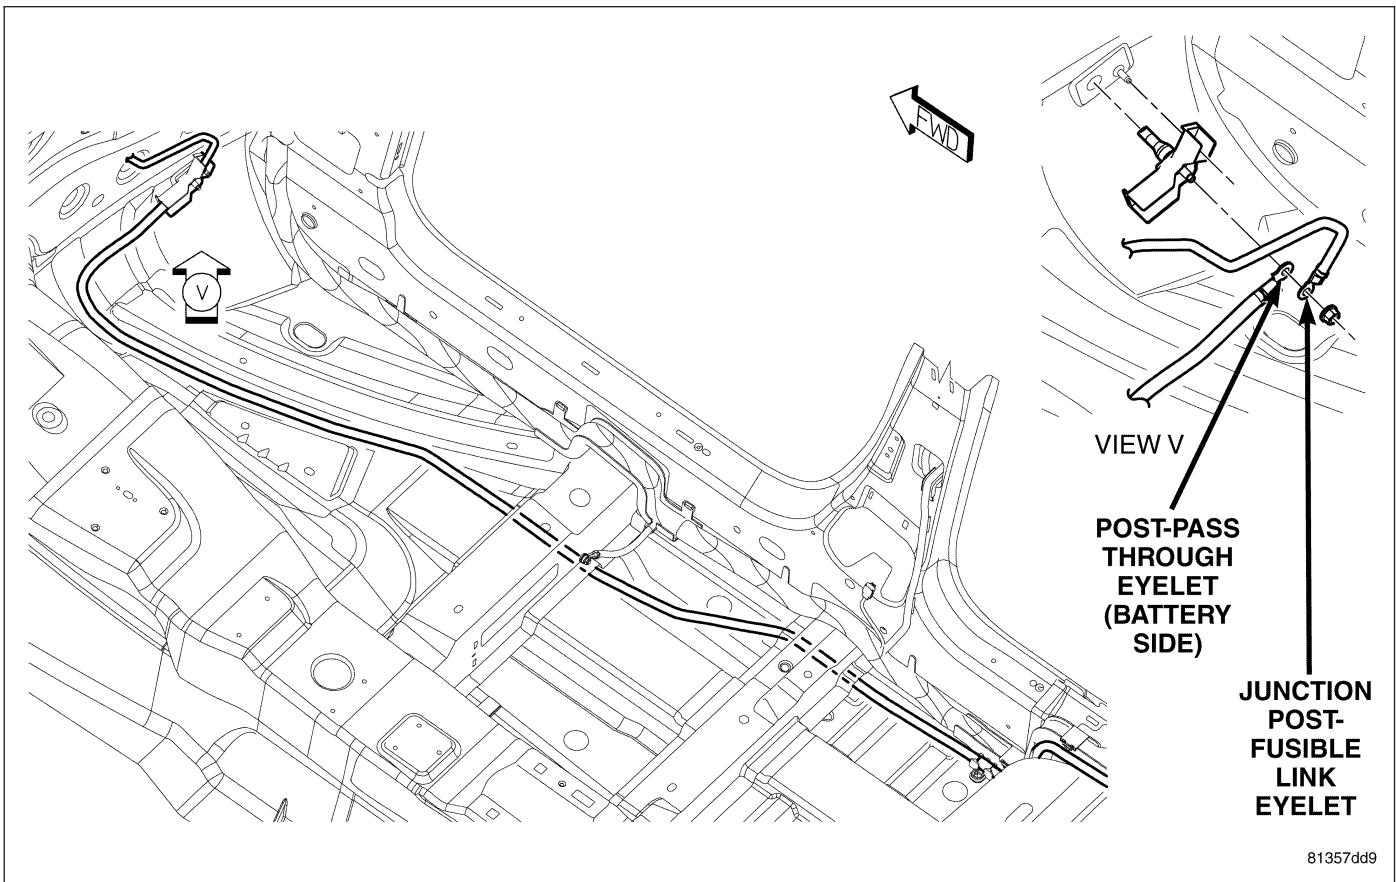 FWD
V
VIEW V
POST-PASS
THROUGH
EYELET
(BATTERY
SIDE)
JUNCTION
POST-
FUSIBLE
LINK
EYELET
81357dd9